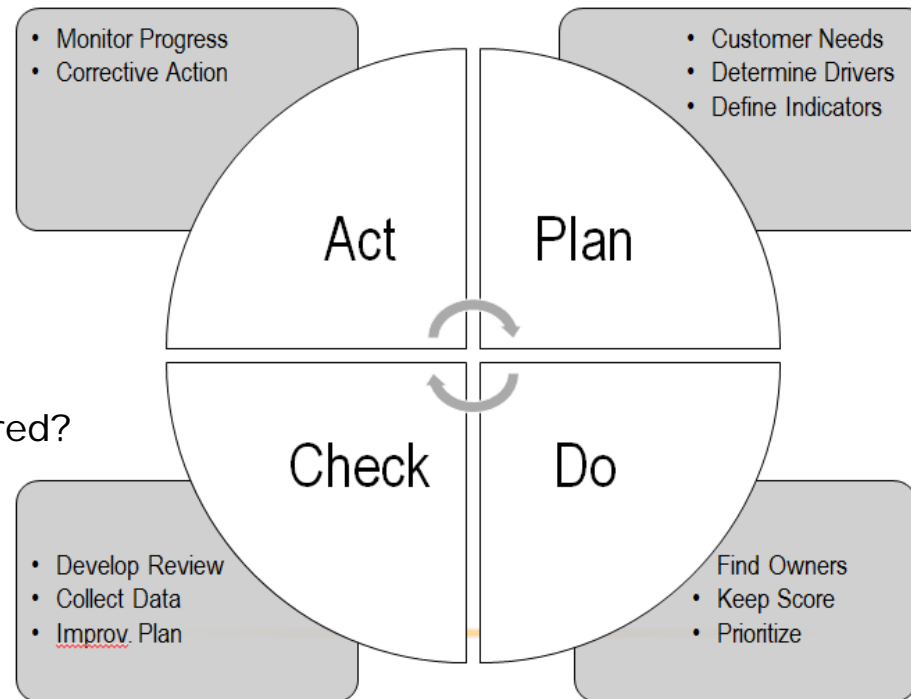 • Monitor Progress
• Corrective Action
• Customer Needs
• Determine Drivers
• Define Indicators
Act
Plan
red?
Check
Do
• Develop Review
• Collect Data
• Improv. Plan
Find Owners
• Keep Score
• Prioritize